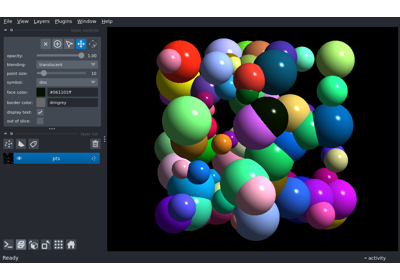 File View Layers Plugins Window Help
opacity: 1.00
blending: translucent
point size: 10
symbol: disc
face color: #061102ff
border color: dimgrey
display text:
out of slice:
pts
Ready
activity